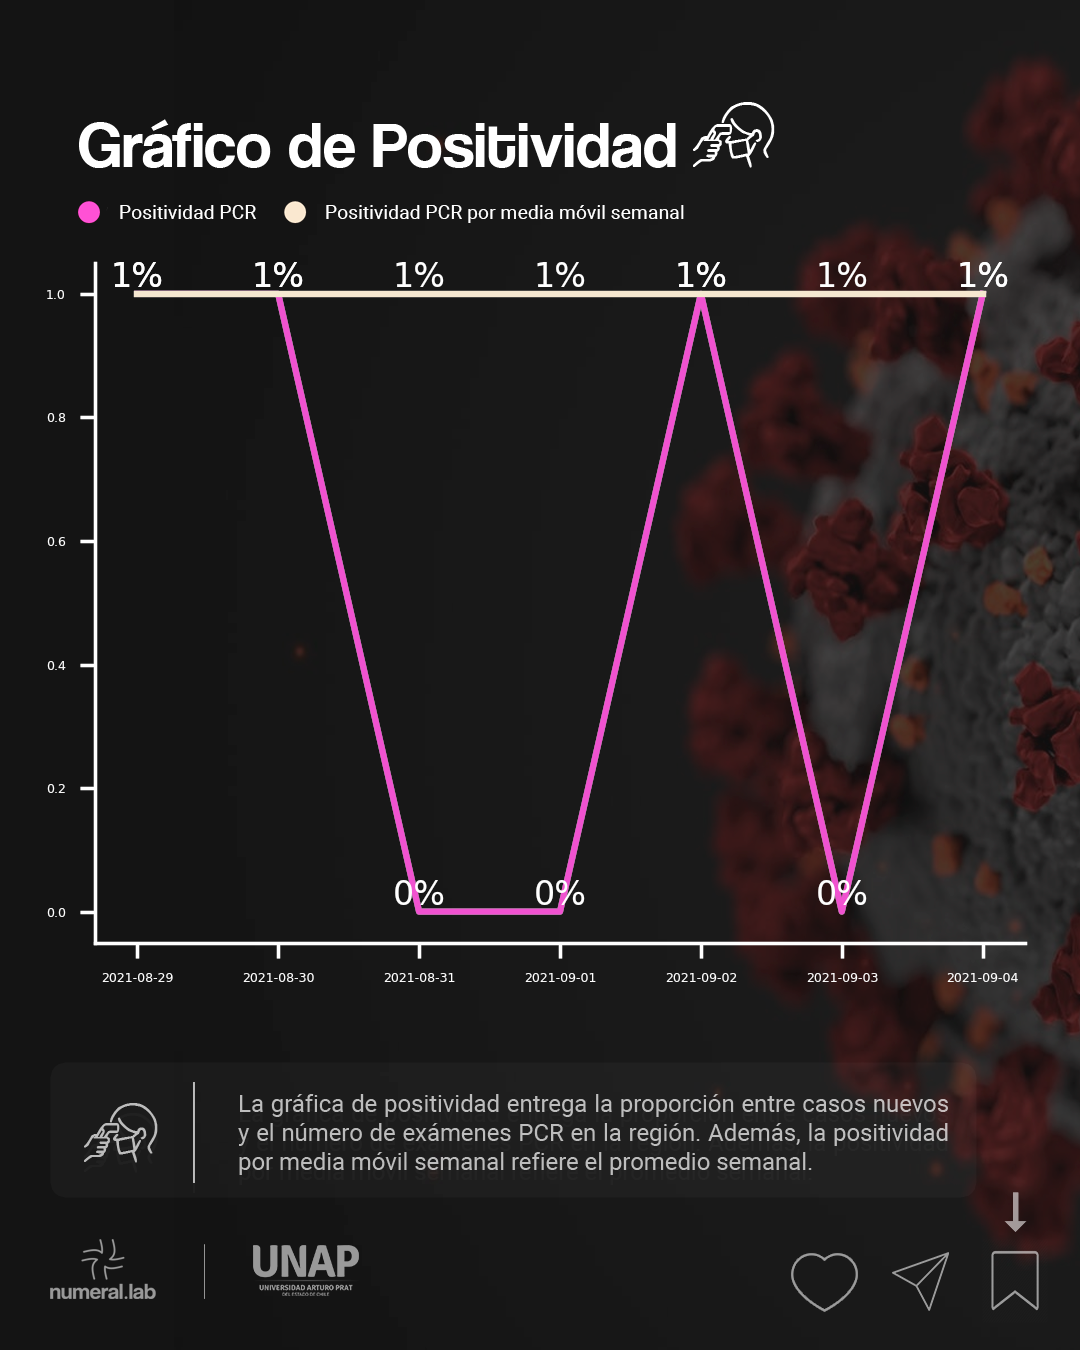 Gráfico de Positividad
Positividad PCR
Positividad PCR por media móvil semanal
1% 1% 1% 1% 1% 1% 1%
1.0
0.8
0.6
0.4
0.2
0% 0% 0%
0.0
2021-08-29 2021-08-30 2021-08-31 2021-09-01 2021-09-02 2021-09-03 2021-09-04
La gráfica de positividad entrega la proporción entre casos nuevos
y el número de exámenes PCR en la región. Además, la positividad
por media móvil semanal refiere el promedio semanal.
numeral.lab
UNAP
UNIVERSIDAD ARTURO PRAT
DEL ESTADO DE CHILE